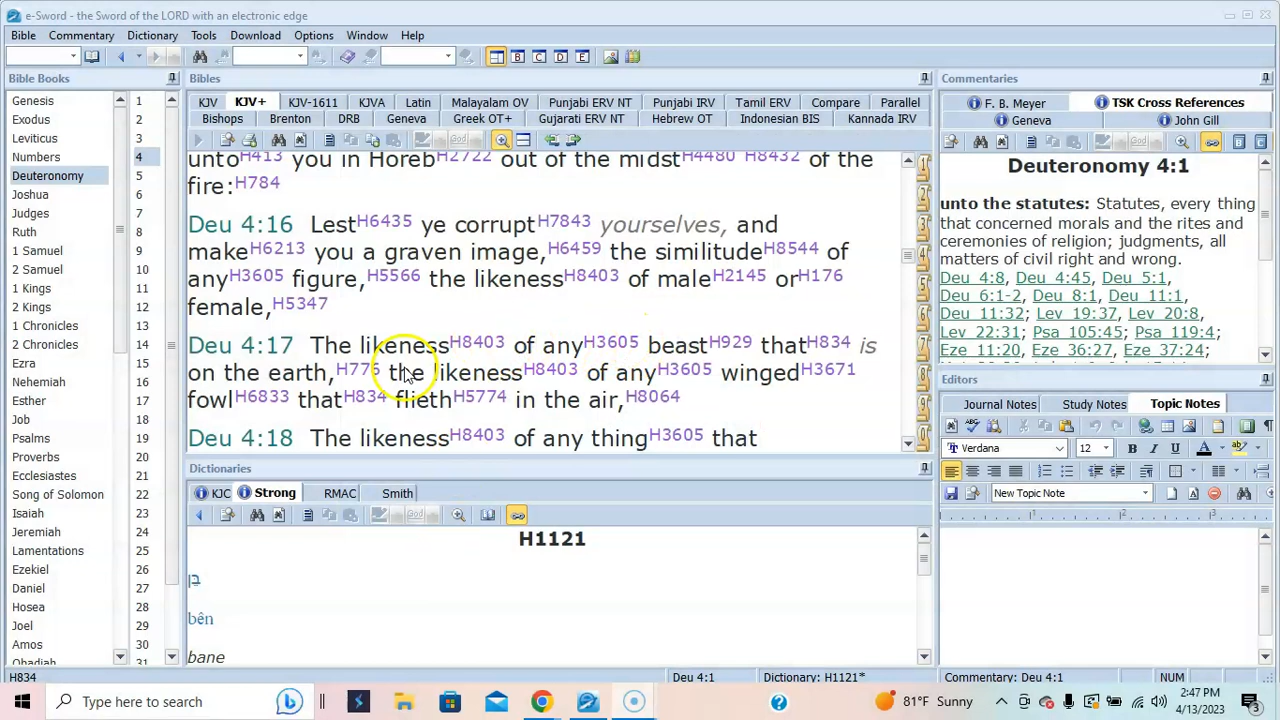 e-Sword - the Sword of the LORD with an electronic edge
Bible Commentary Dictionary Tools Download Options Window Help
B C D E
Bible Books
Genesis
Exodus
Leviticus
Numbers
Deuteronomy
Joshua
Judges
Ruth
1 Samuel
2 Samuel
1 Kings
2 Kings
1 Chronicles
2 Chronicles
Ezra
Nehemiah
Esther
Job
Psalms
Proverbs
Ecclesiastes
Song of Solomon
Isaiah
Jeremiah
Lamentations
Ezekiel
Daniel
Hosea
Joel
Amos
Obadiah
1
2
3
4
5
6
7
8
9
10
11
12
13
14
15
16
17
18
19
20
21
22
23
24
25
26
27
28
29
30
31
Bibles
KJV KJV+ KJV-1611 KJVA Latin Malayalam OV Punjabi ERV NT Punjabi IRV Tamil ERV Compare Parallel
Bishops Brenton DRB Geneva Greek OT+ Gujarati ERV NT Hebrew OT Indonesian BIS Kannada IRV
untoH413 you in HorebH2722 out of the midstH4480 H8432 of the
fire:H784
Deu 4:16 LestH6435 ye corruptH7843 yourselves, and
makeH6213 you a graven image,H6459 the similitudeH8544 of
anyH3605 figure,H5566 the likenessH8403 of maleH2145 orH176
female,H5347
Deu 4:17 The likenessH8403 of anyH3605 beastH929 thatH834 is
on the earth,H776 the likenessH8403 of anyH3605 wingedH3671
fowlH6833 thatH834 fliethH5774 in the air,H8064
Deu 4:18 The likenessH8403 of any thingH3605 that
Dictionaries
KJC Strong RMAC Smith
H1121
בֵּן
bên
bane
Commentaries
F. B. Meyer TSK Cross References
Geneva John Gill
Deuteronomy 4:1
unto the statutes: Statutes, every thing
that concerned morals and the rites and
ceremonies of religion; judgments, all
matters of civil right and wrong.
Deu 4:8, Deu 4:45, Deu 5:1,
Deu 6:1-2, Deu 8:1, Deu 11:1,
Deu 11:32; Lev 19:37, Lev 20:8,
Lev 22:31; Psa 105:45; Psa 119:4;
Eze 11:20; Eze 36:27; Eze 37:24;
Editors
Journal Notes Study Notes Topic Notes
Verdana 12 B I U A
New Topic Note
1 2 3
H834 Deu 4:1 Dictionary: H1121* Commentary: Deu 4:1 NUM
Type here to search
81°F Sunny
2:47 PM
4/13/2023
3